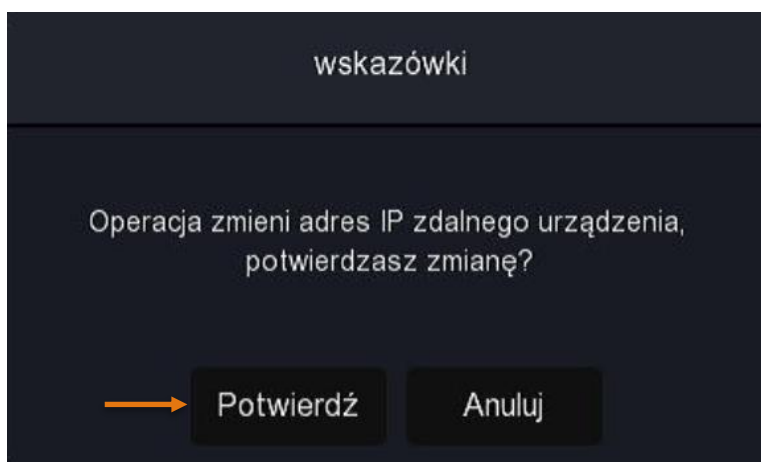 wskazówki
Operacja zmieni adres IP zdalnego urządzenia,
potwierdzasz zmianę?
Potwierdź
Anuluj